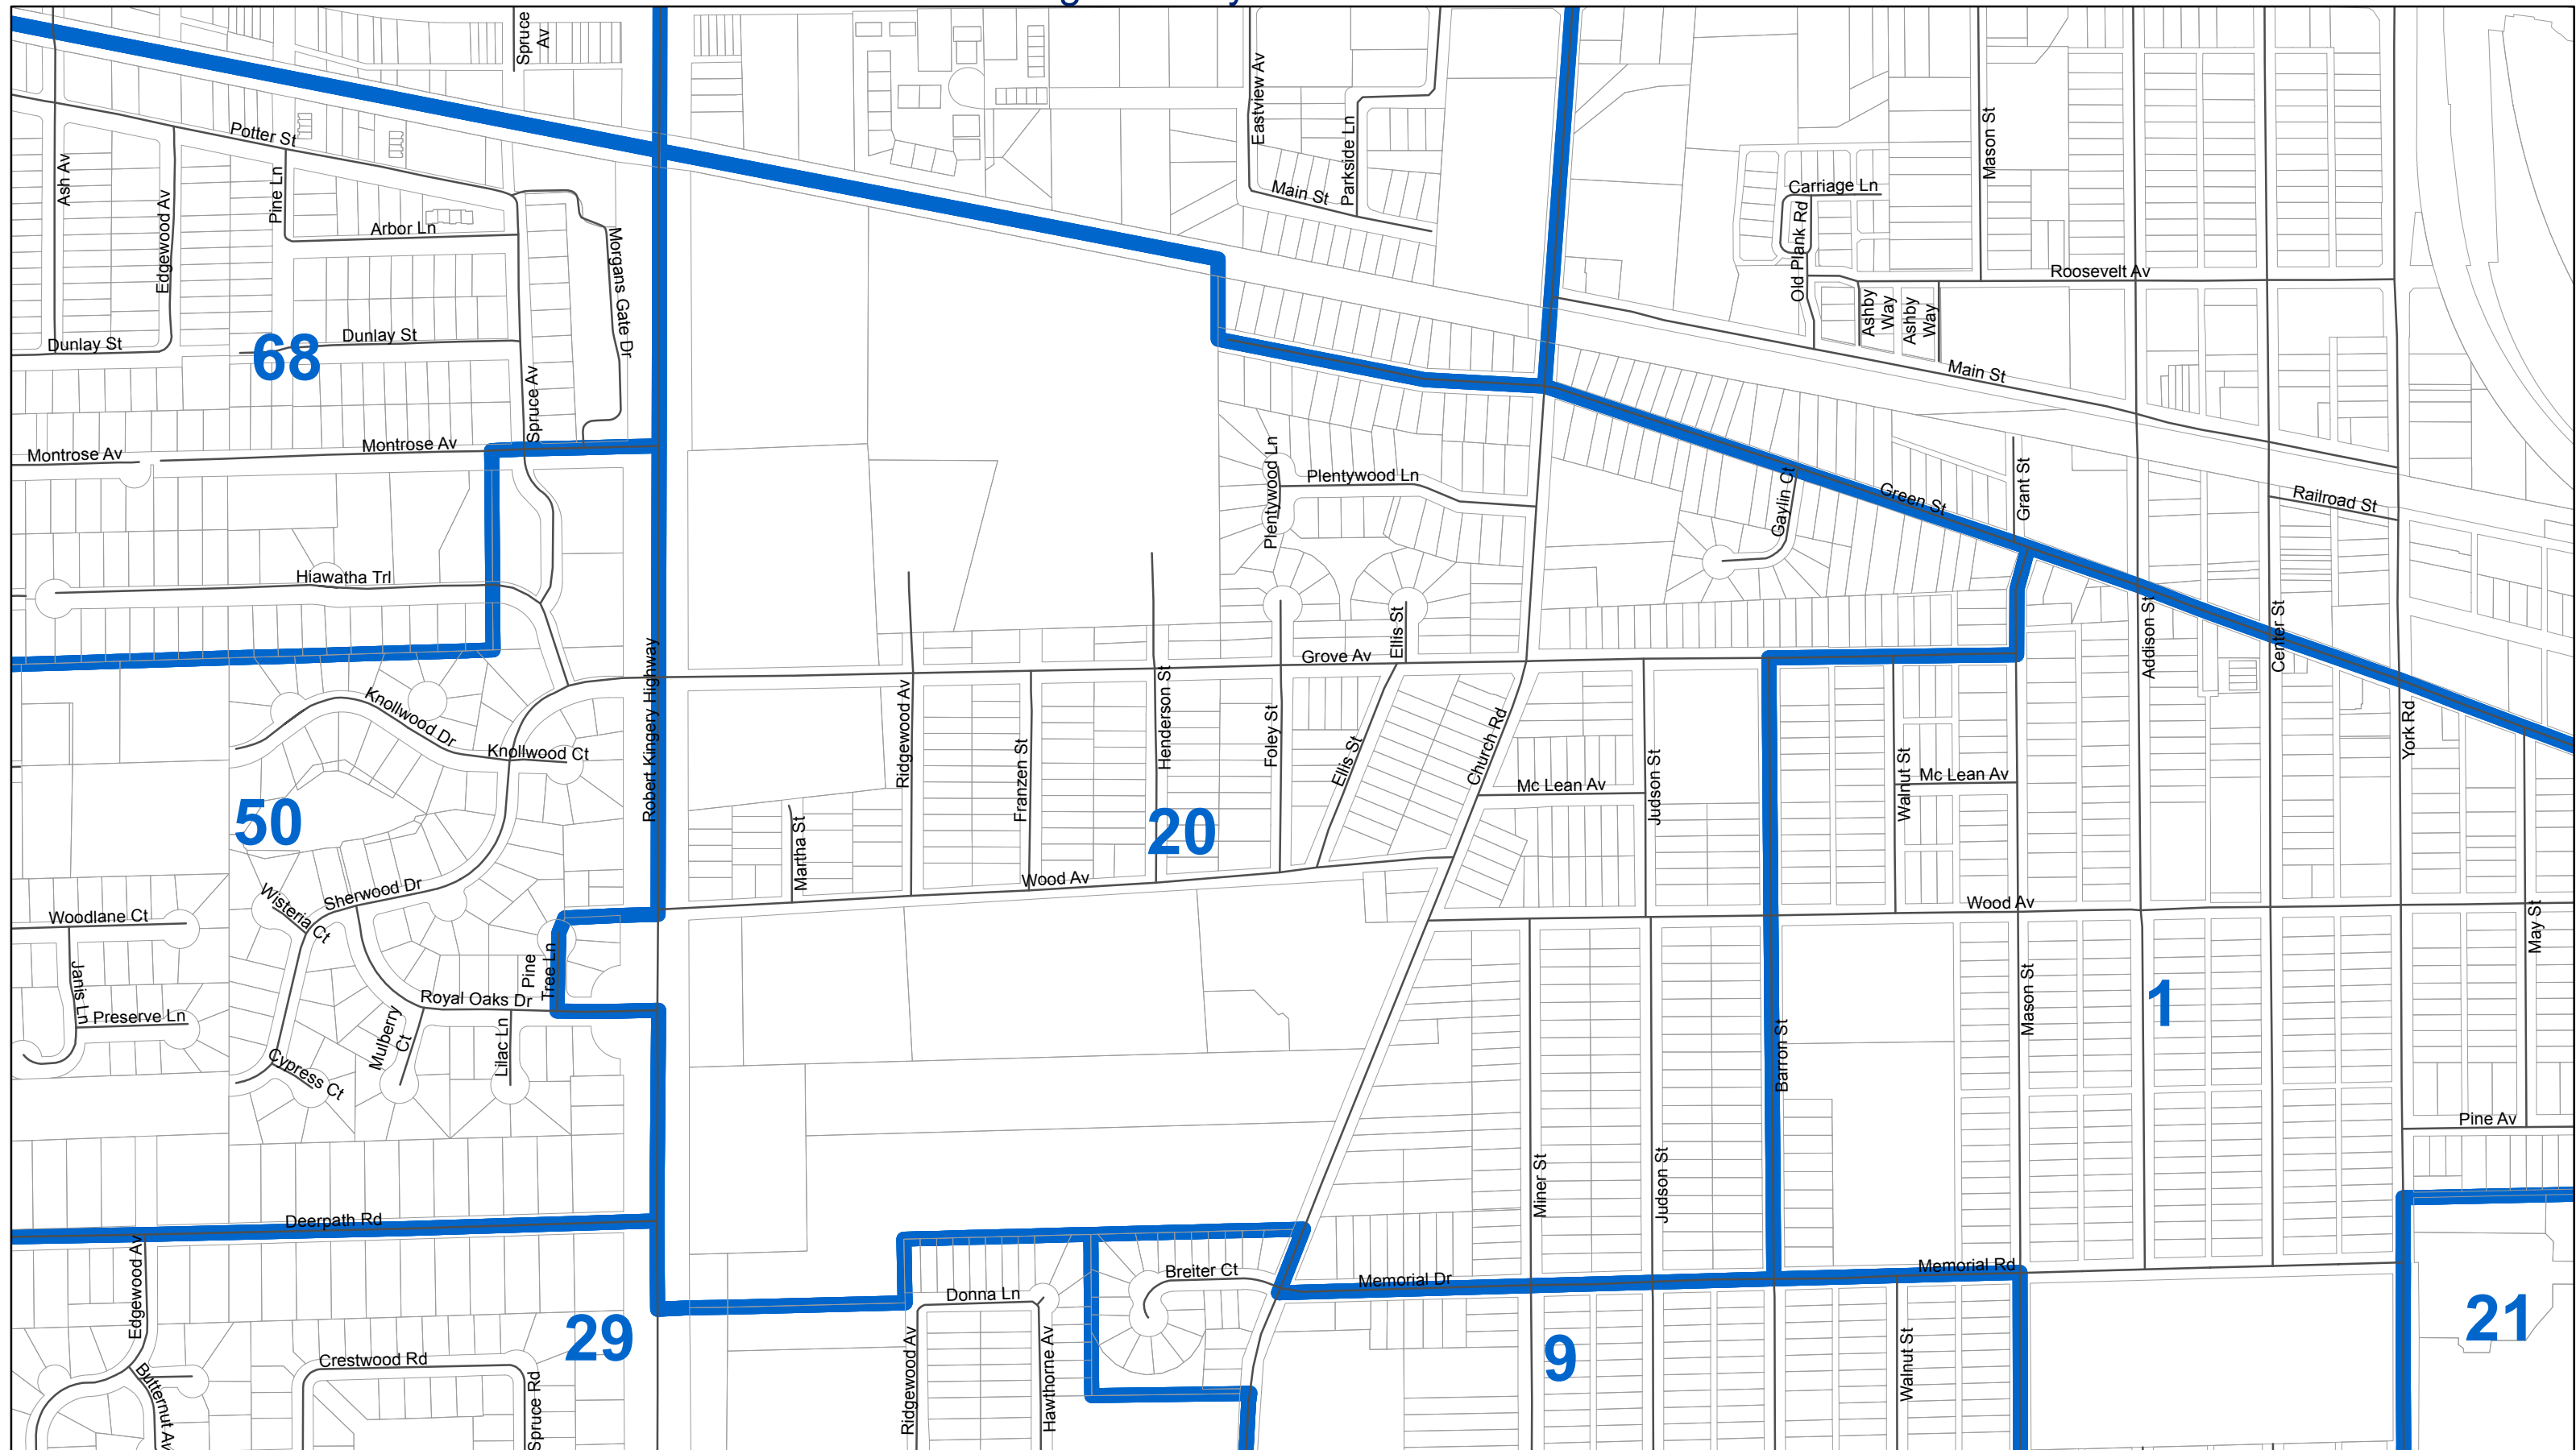 Spruce
Av
Potter St
Ash Av
Edgewood Av
Pine Ln
Arbor Ln
Morgans Gate Dr
Dunlay St
68
Dunlay St
Spruce Av
Montrose Av
Montrose Av
Hiawatha Trl
Eastview Av
Parkside Ln
Main St
Mason St
Carriage Ln
Old Plank Rd
Roosevelt Av
Ashby
Way
Ashby
Way
Main St
Plentywood Ln
Plentywood Ln
Gaylin Ct
Green St
Grant St
Railroad St
Ellis St
Grove Av
Addison St
Center St
Robert Kingery Highway
Knollwood Dr
Knollwood Ct
50
Ridgewood Av
Franzen St
Henderson St
Foley St
Ellis St
Church Rd
Judson St
Mc Lean Av
Walnut St
Mc Lean Av
York Rd
20
Martha St
Wood Av
Wood Av
May St
Wisteria Ct
Sherwood Dr
Woodlane Ct
Janis Ln
Preserve Ln
Pine
Tree Ln
Royal Oaks Dr
Mulberry
Ct
Lilac Ln
Cypress Ct
Mason St
1
Barron St
Pine Av
Miner St
Judson St
Deerpath Rd
Edgewood Av
Breiter Ct
Donna Ln
Memorial Dr
Memorial Rd
29
9
21
Crestwood Rd
Butternut Av
Spruce Rd
Ridgewood Av
Hawthorne Av
Walnut St